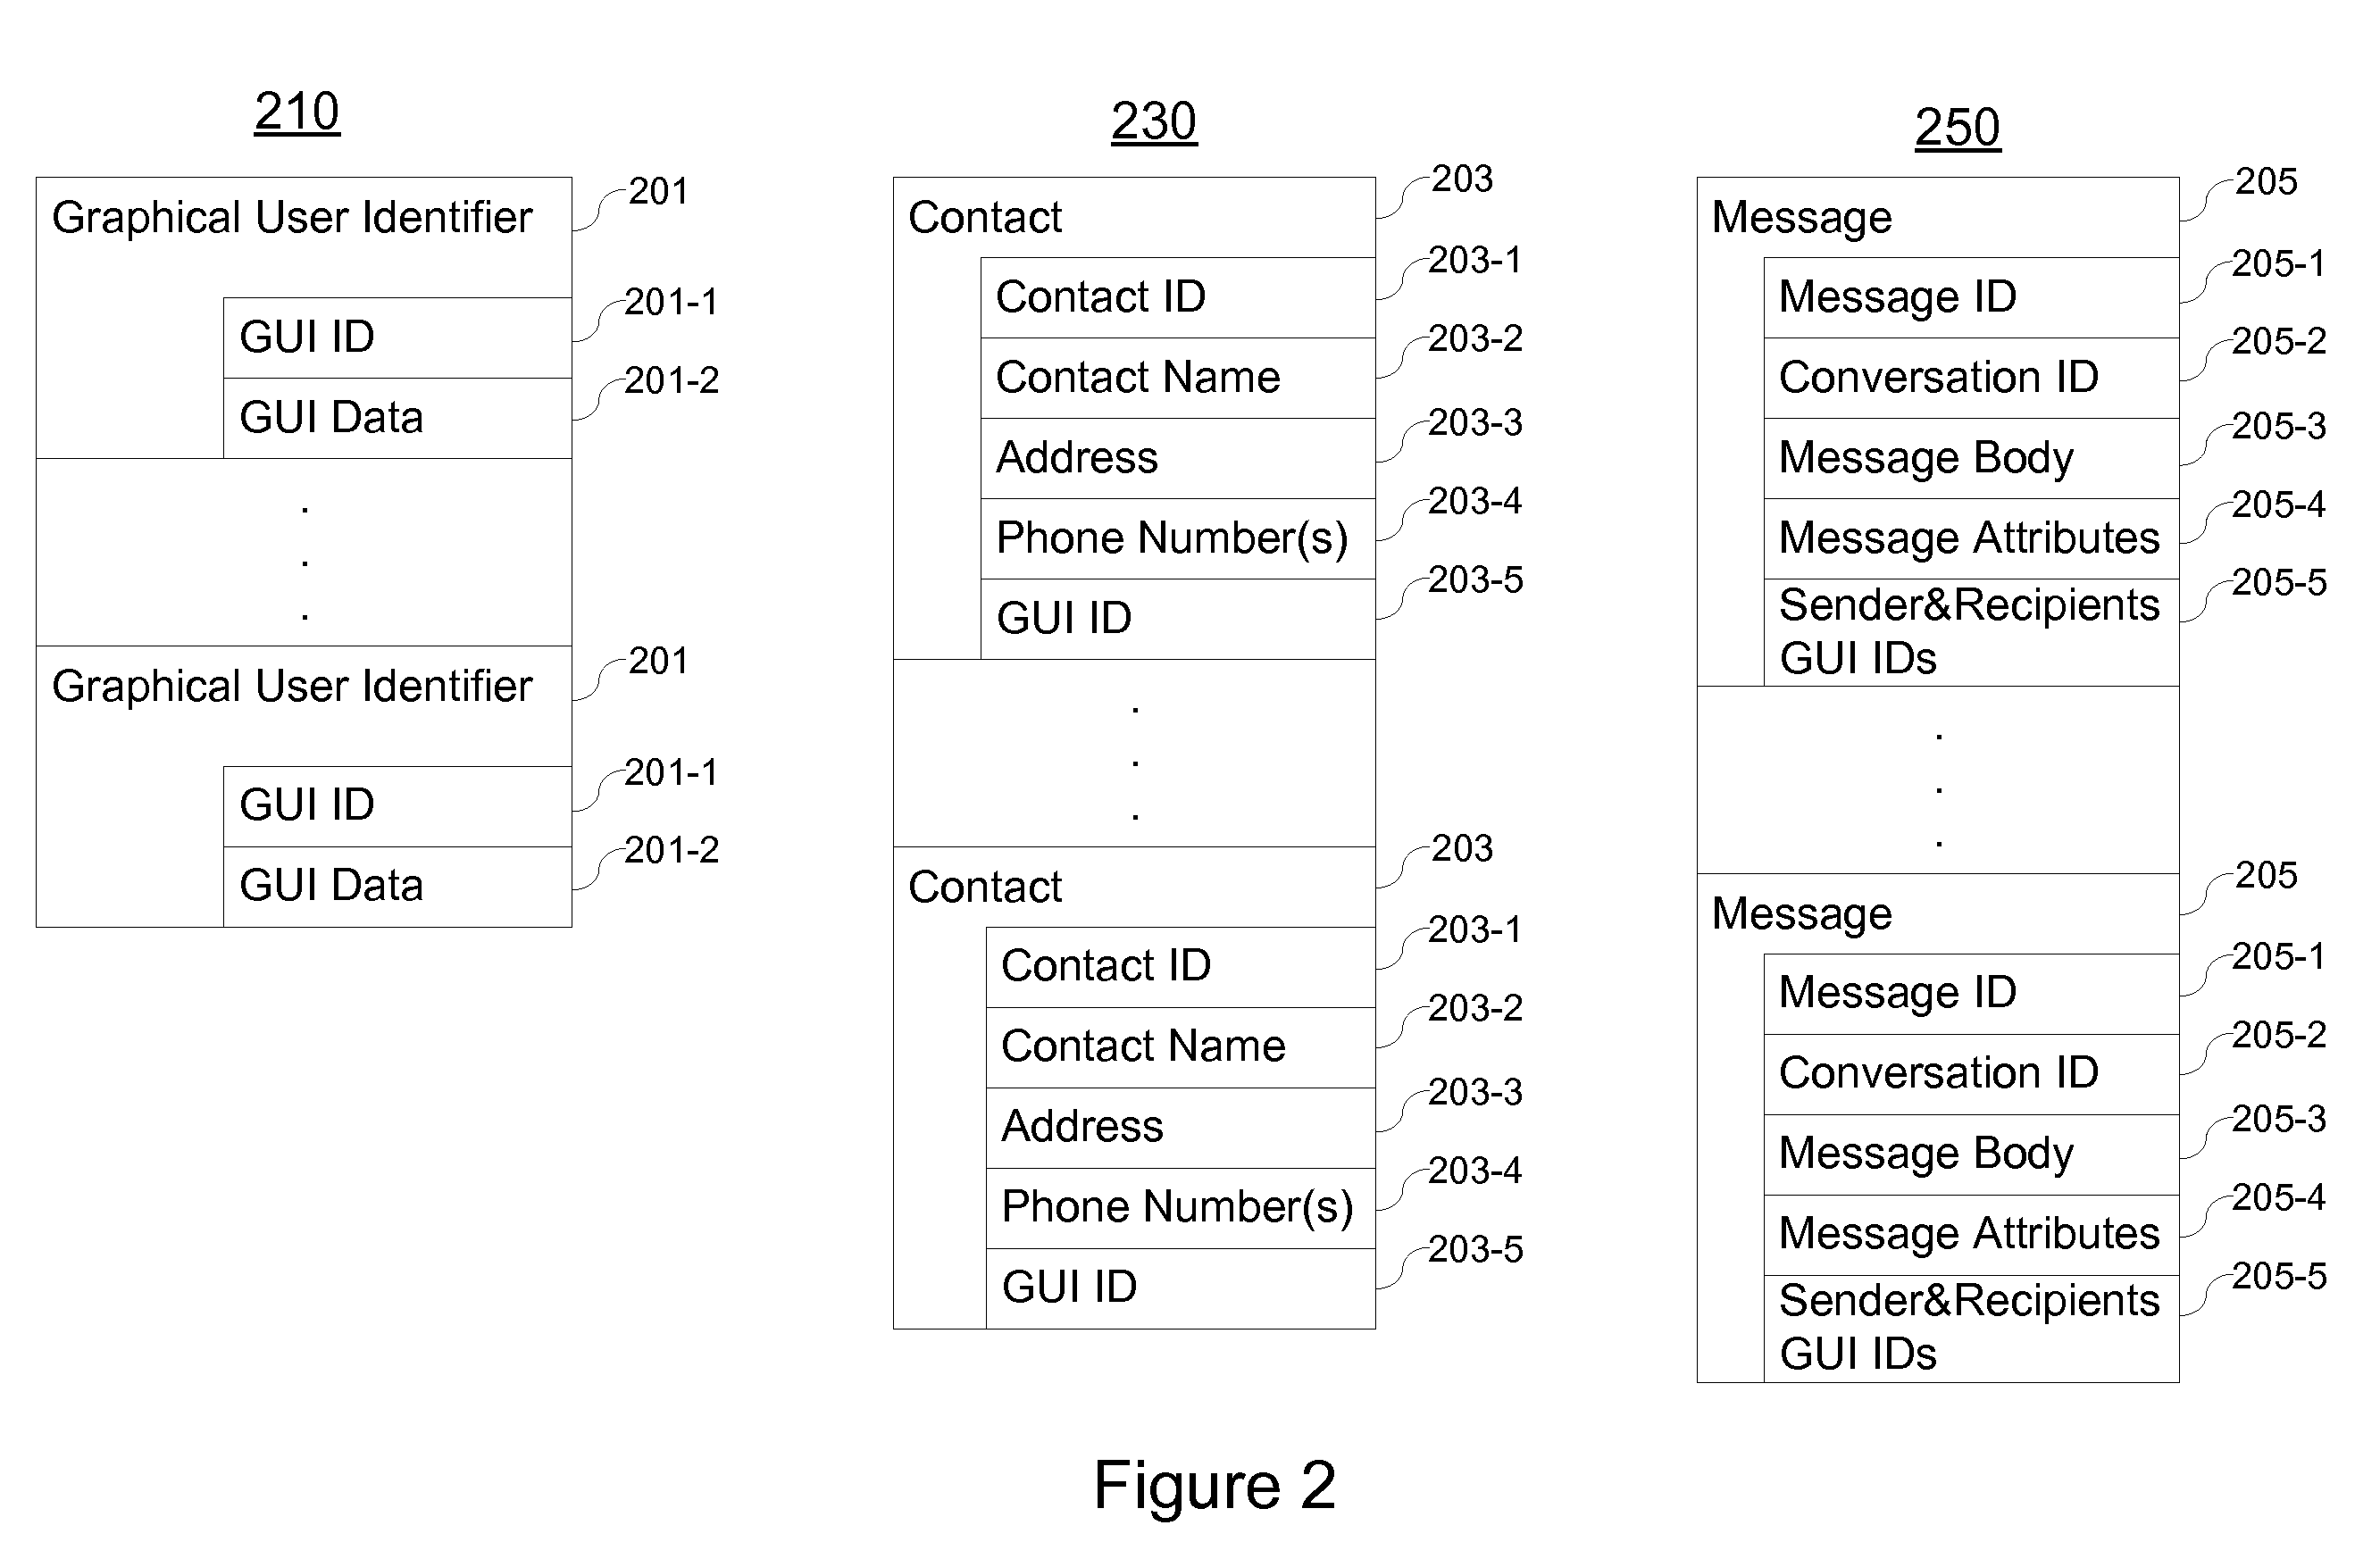 210
Graphical User Identifier
201
GUI ID
201-1
GUI Data
201-2
.
.
.
Graphical User Identifier
201
GUI ID
201-1
GUI Data
201-2
230
Contact
203
Contact ID
203-1
Contact Name
203-2
Address
203-3
Phone Number(s)
203-4
GUI ID
203-5
.
.
.
Contact
203
Contact ID
203-1
Contact Name
203-2
Address
203-3
Phone Number(s)
203-4
GUI ID
203-5
250
Message
205
Message ID
205-1
Conversation ID
205-2
Message Body
205-3
Message Attributes
205-4
Sender&Recipients
GUI IDs
205-5
.
.
.
Message
205
Message ID
205-1
Conversation ID
205-2
Message Body
205-3
Message Attributes
205-4
Sender&Recipients
GUI IDs
205-5
Figure 2